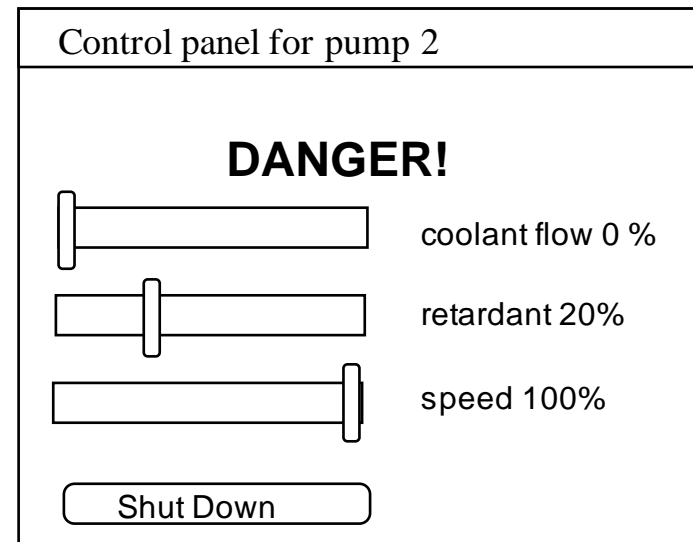 Control panel for pump 2
DANGER!
coolant flow 0 %
retardant 20%
speed 100%
Shut Down